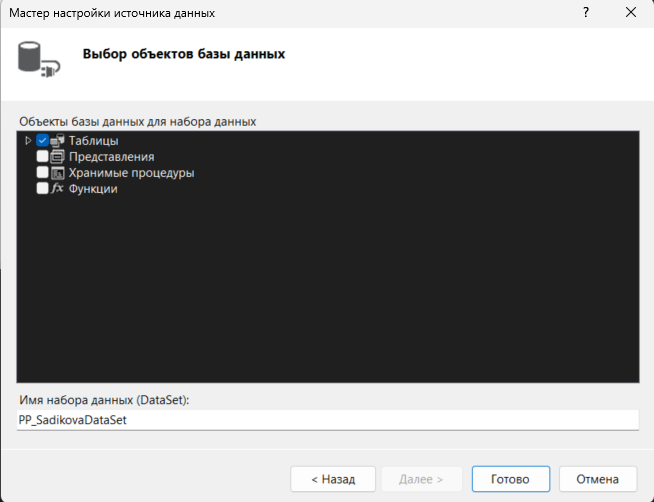 Мастер настройки источника данных
?
Выбор объектов базы данных
Объекты базы данных для набора данных
Таблицы
Представления
Хранимые процедуры
fx Функции
Имя набора данных (DataSet):
PP_SadikovaDataSet
< Назад Далее > Готово Отмена